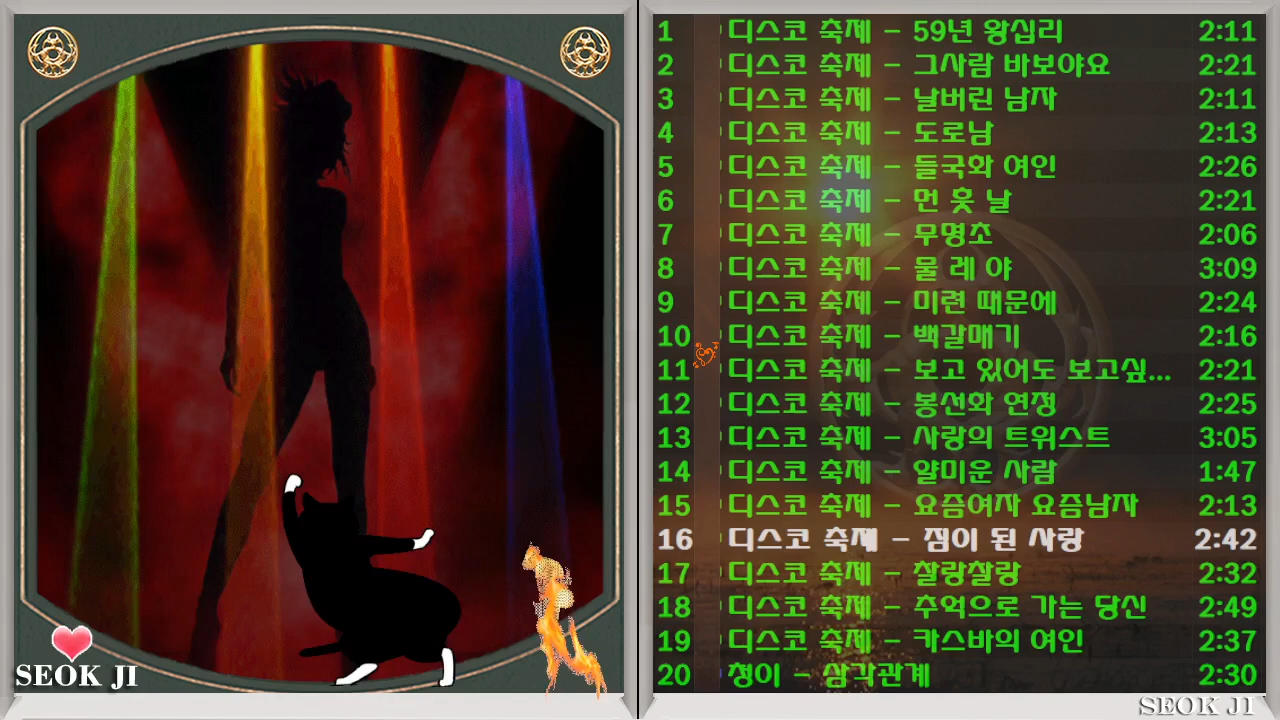 SEOK JI
1 디스코 축제 - 59년 왕십리 2:11
2 디스코 축제 - 그사람 바보야요 2:21
3 디스코 축제 - 날버린 남자 2:11
4 디스코 축제 - 도로남 2:13
5 디스코 축제 - 들국화 여인 2:26
6 디스코 축제 - 먼 훗 날 2:21
7 디스코 축제 - 무명초 2:06
8 디스코 축제 - 물 레 야 3:09
9 디스코 축제 - 미련 때문에 2:24
10 디스코 축제 - 백갈매기 2:16
11 디스코 축제 - 보고 있어도 보고싶... 2:21
12 디스코 축제 - 봉선화 연정 2:25
13 디스코 축제 - 사랑의 트위스트 3:05
14 디스코 축제 - 얄미운 사람 1:47
15 디스코 축제 - 요즘여자 요즘남자 2:13
16 디스코 축제 - 짐이 된 사랑 2:42
17 디스코 축제 - 찰랑찰랑 2:32
18 디스코 축제 - 추억으로 가는 당신 2:49
19 디스코 축제 - 카스바의 여인 2:37
20 청이 - 삼각관계 2:30
SEOK JI